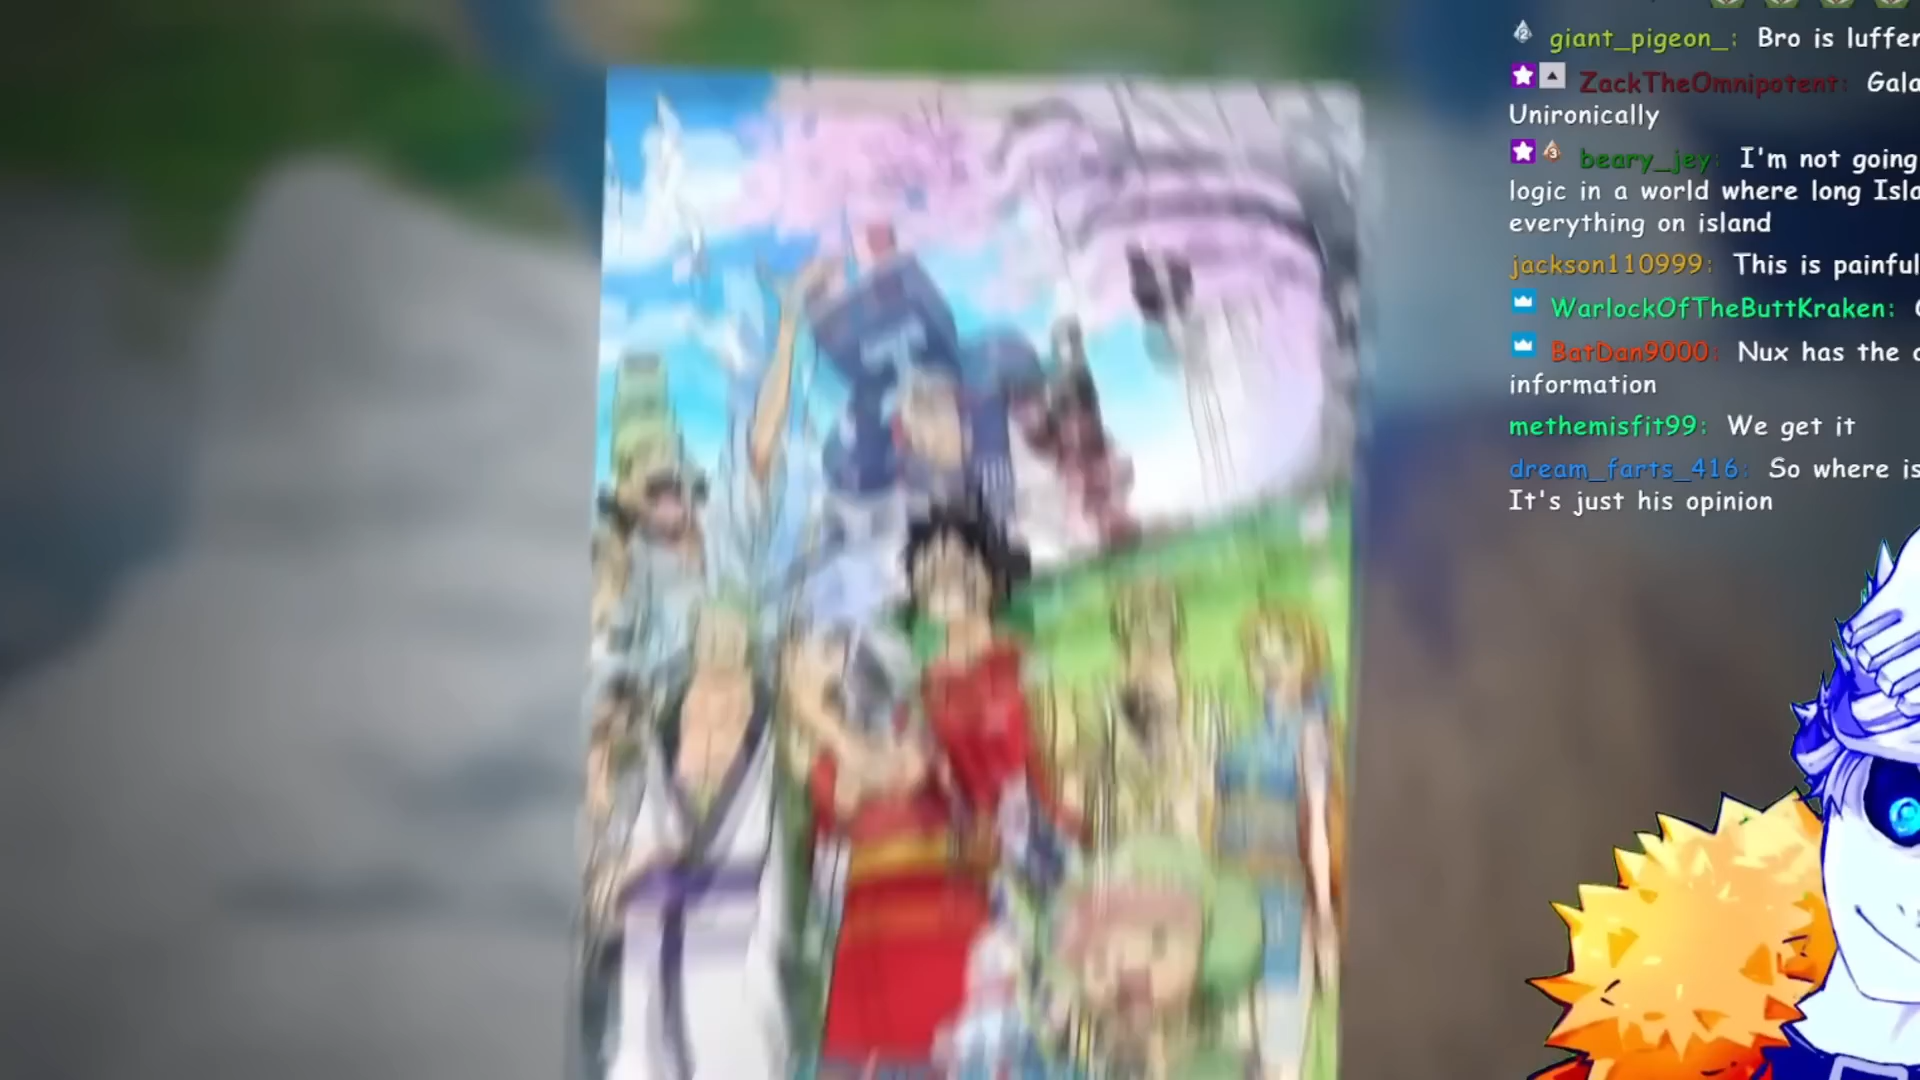 giant_pigeon_: Bro is luffer
ZackTheOmnipotent: Gala
Unironically
beary_jey: I'm not going
logic in a world where long Isla
everything on island
jackson110999: This is painful
WarlockOfTheButtKraken:
BatDan9000: Nux has the
information
methemisfit99: We get it
dream_farts_416: So where is
It's just his opinion